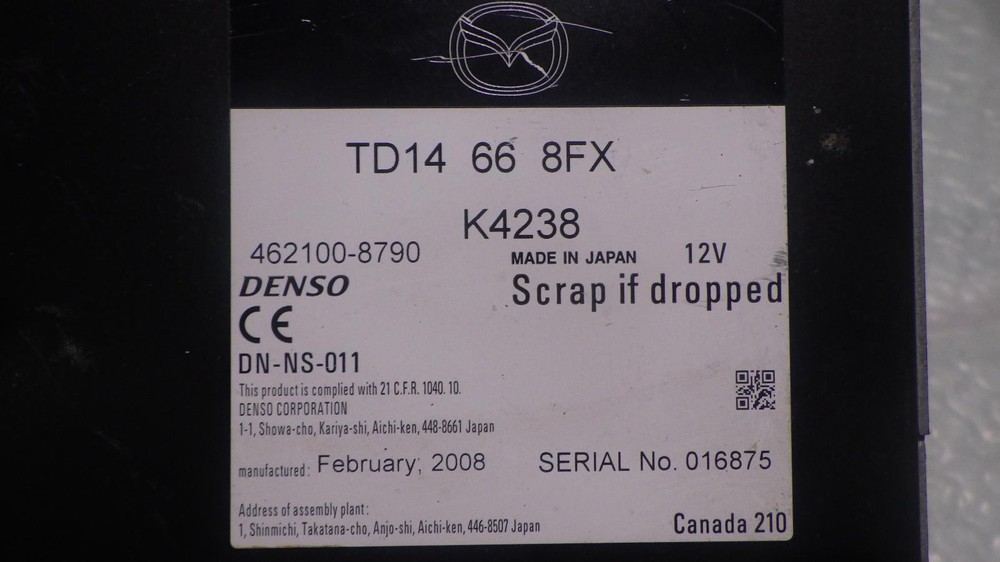 TD14 66 8FX
K4238
462100-8790 MADE IN JAPAN 12V
DENSO Scrap if dropped
CE
DN-NS-011
This product is complied with 21 C.F.R. 1040. 10.
DENSO CORPORATION
1-1, Showa-cho, Kariya-shi, Aichi-ken, 448-8661 Japan
manufactured: February, 2008 SERIAL No. 016875
Address of assembly plant:
1, Shinmichi, Takatana-cho, Anjo-shi, Aichi-ken, 446-8507 Japan Canada 210